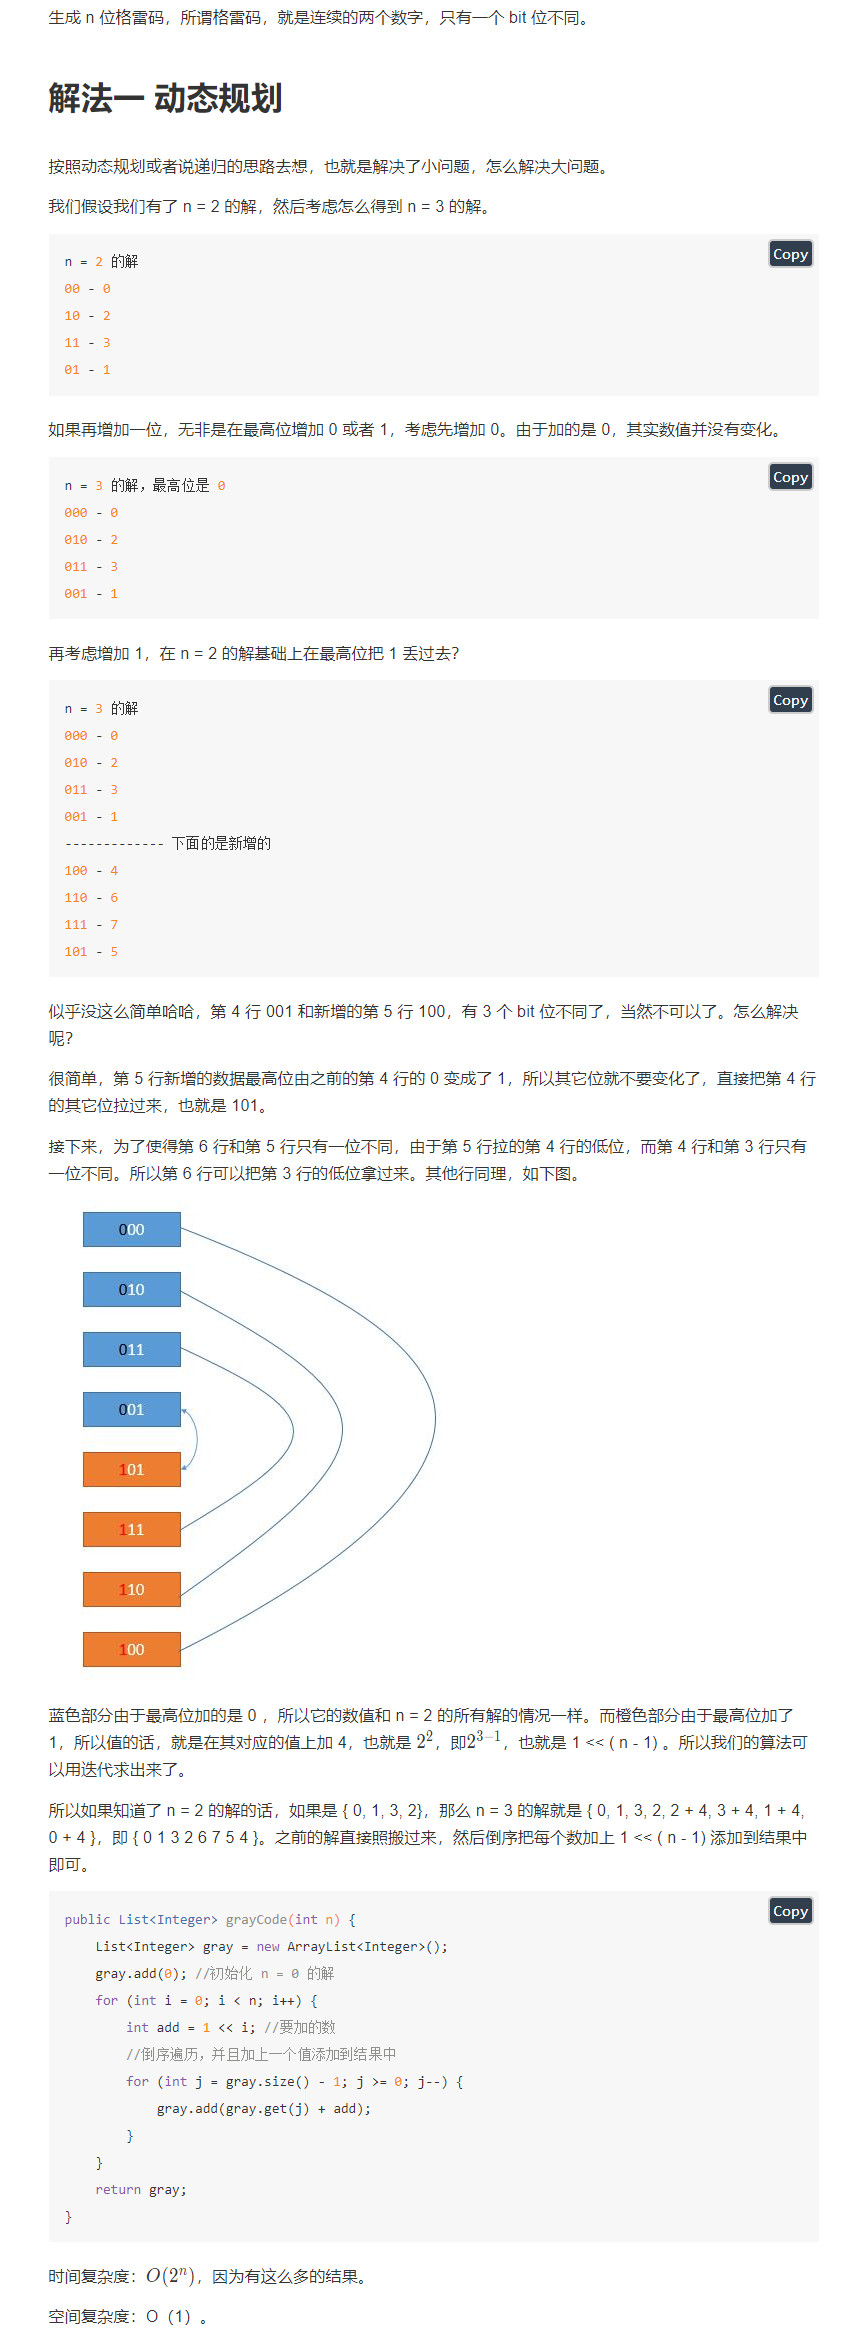 生成 n 位格雷码，所谓格雷码，就是连续的两个数字，只有一个 bit 位不同。
解法一 动态规划
按照动态规划或者说递归的思路去想，也就是解决了小问题，怎么解决大问题。
我们假设我们有了 n = 2 的解，然后考虑怎么得到 n = 3 的解。
Copy
n = 2 的解
00 - 0
10 - 2
11 - 3
01 - 1
如果再增加一位，无非是在最高位增加 0 或者 1，考虑先增加 0。由于加的是 0，其实数值并没有变化。
Copy
n = 3 的解，最高位是 0
000 - 0
010 - 2
011 - 3
001 - 1
再考虑增加 1，在 n = 2 的解基础上在最高位把 1 丢过去？
Copy
n = 3 的解
000 - 0
010 - 2
011 - 3
001 - 1
------------- 下面的是新增的
100 - 4
110 - 6
111 - 7
101 - 5
似乎没这么简单哈哈，第 4 行 001 和新增的第 5 行 100，有 3 个 bit 位不同了，当然不可以了。怎么解决
呢？
很简单，第 5 行新增的数据最高位由之前的第 4 行的 0 变成了 1，所以其它位就不要变化了，直接把第 4 行
的其它位拉过来，也就是 101。
接下来，为了使得第 6 行和第 5 行只有一位不同，由于第 5 行拉的第 4 行的低位，而第 4 行和第 3 行只有
一位不同。所以第 6 行可以把第 3 行的低位拿过来。其他行同理，如下图。
000
010
011
001
101
111
110
100
蓝色部分由于最高位加的是 0 ，所以它的数值和 n = 2 的所有解的情况一样。而橙色部分由于最高位加了
1，所以值的话，就是在其对应的值上加 4，也就是 2^2，即2^{3−1}，也就是 1 << ( n - 1) 。所以我们的算法可
以用迭代求出来了。
所以如果知道了 n = 2 的解的话，如果是 { 0, 1, 3, 2}，那么 n = 3 的解就是 { 0, 1, 3, 2, 2 + 4, 3 + 4, 1 + 4,
0 + 4 }，即 { 0 1 3 2 6 7 5 4 }。之前的解直接照搬过来，然后倒序把每个数加上 1 << ( n - 1) 添加到结果中
即可。
Copy
public List<Integer> grayCode(int n) {
    List<Integer> gray = new ArrayList<Integer>();
    gray.add(0); //初始化 n = 0 的解
    for (int i = 0; i < n; i++) {
        int add = 1 << i; //要加的数
        //倒序遍历，并且加上一个值添加到结果中
        for (int j = gray.size() - 1; j >= 0; j--) {
            gray.add(gray.get(j) + add);
        }
    }
    return gray;
}
时间复杂度：O(2^n)，因为有这么多的结果。
空间复杂度：O（1）。